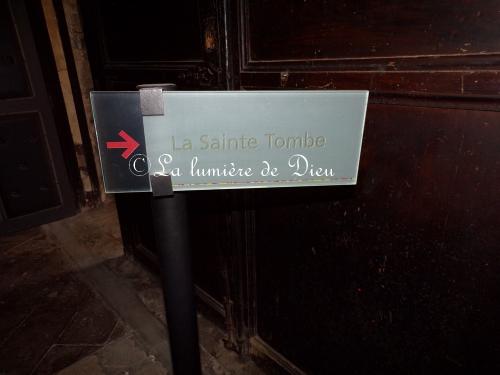 La Sainte Tombe
©La lumière de Dieu